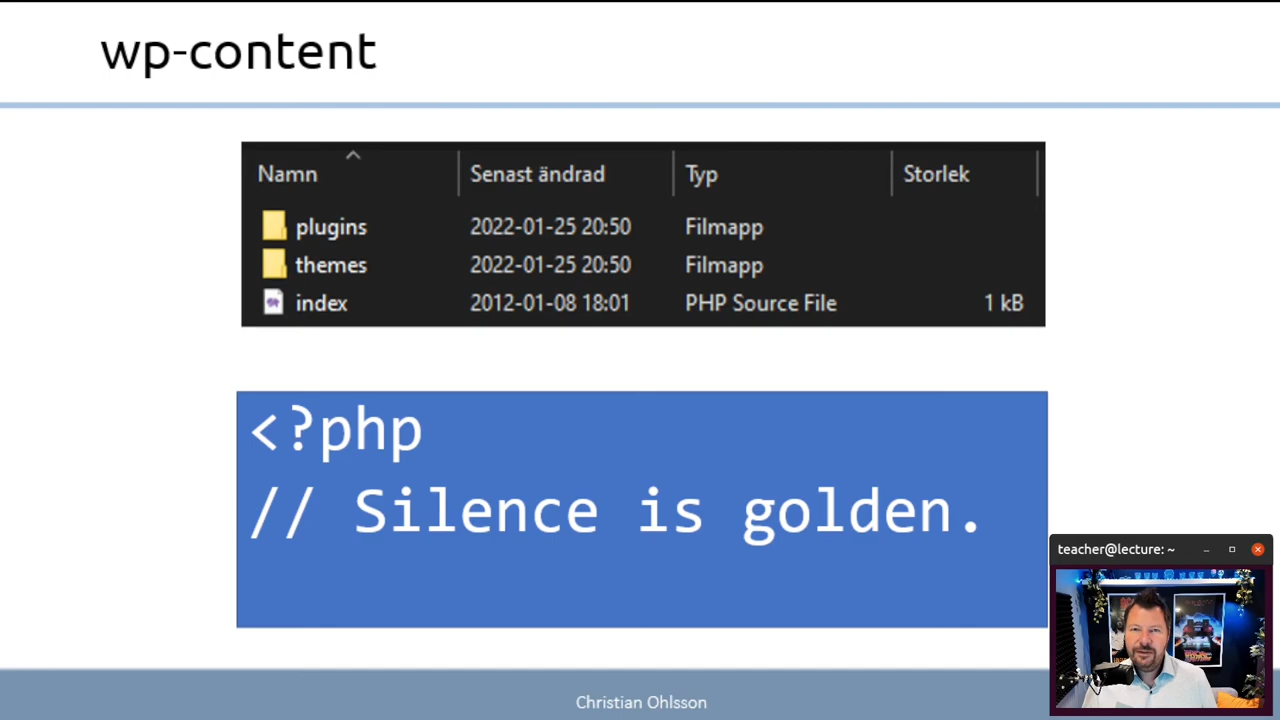 wp-content
Namn Senast ändrad Typ Storlek
plugins 2022-01-25 20:50 Filmapp
themes 2022-01-25 20:50 Filmapp
index 2012-01-08 18:01 PHP Source File 1 kB
<?php
// Silence is golden.
teacher@lecture: ~
Christian Ohlsson